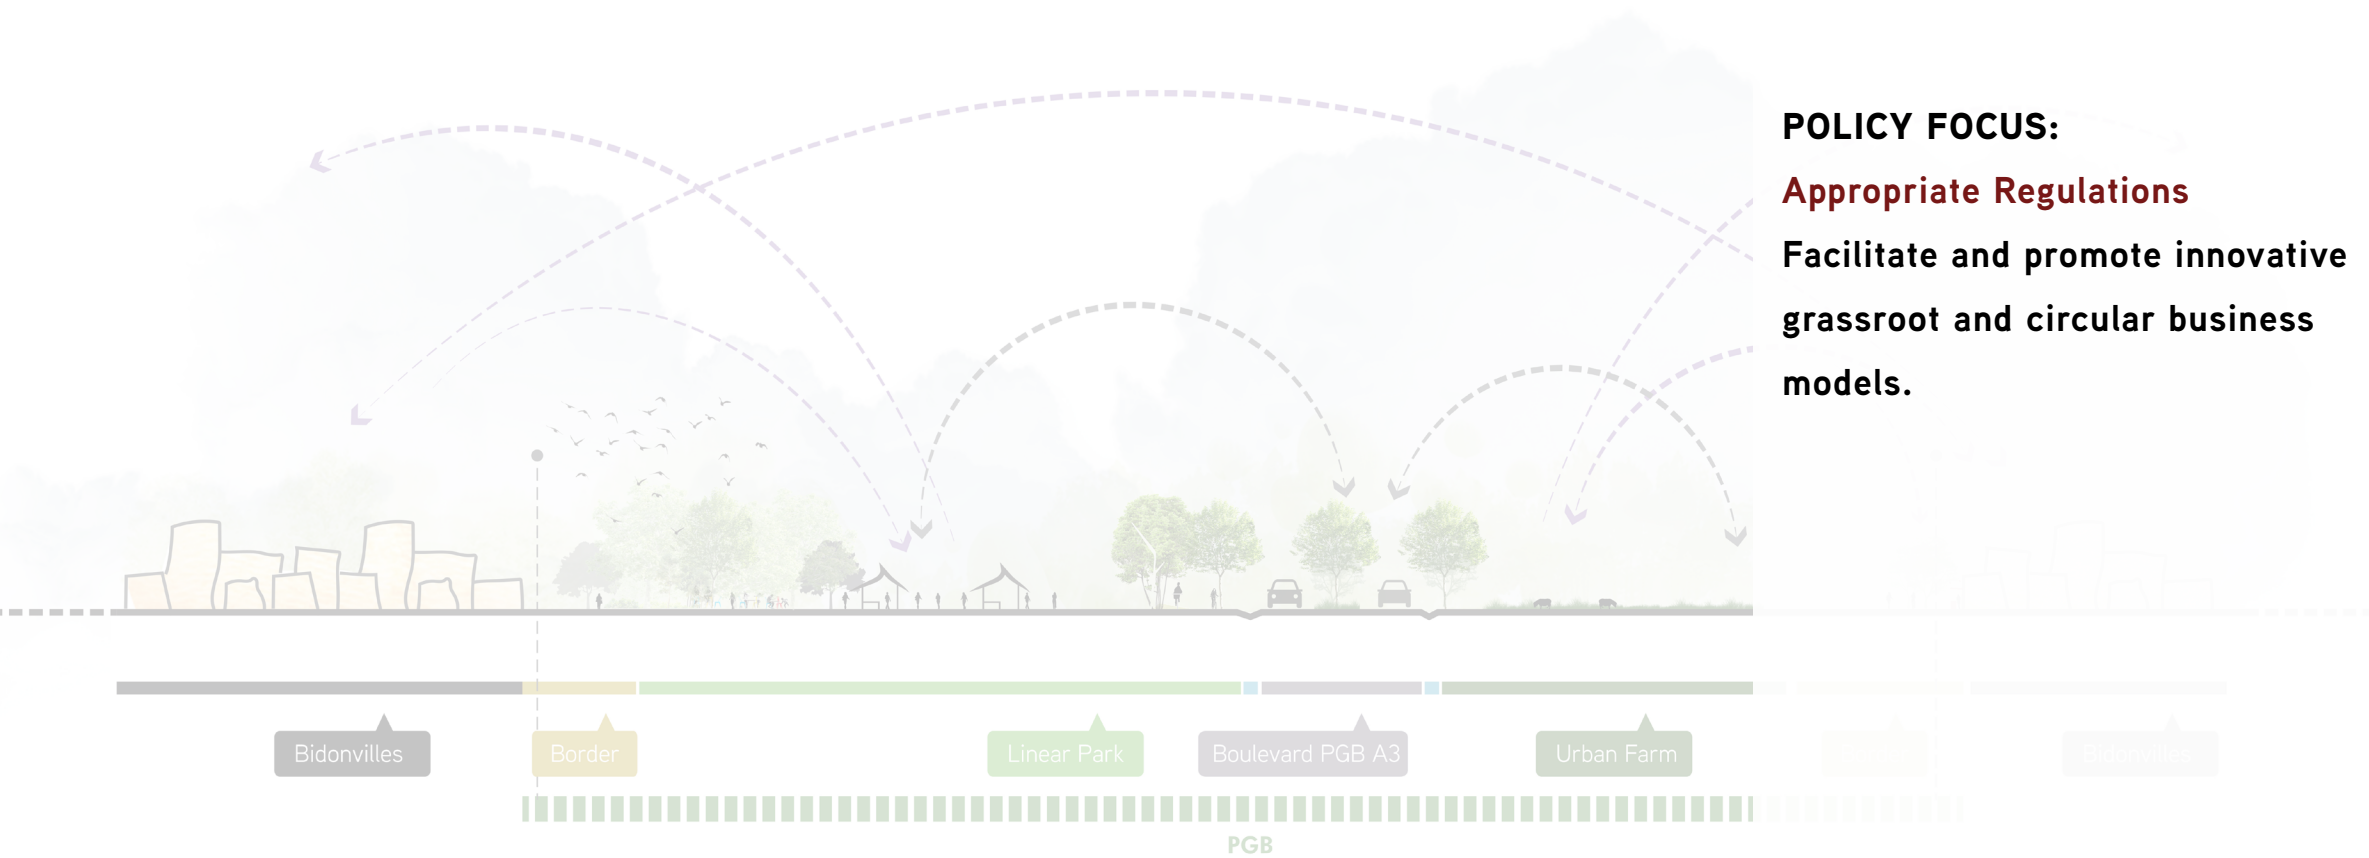 POLICY FOCUS:
Appropriate Regulations
Facilitate and promote innovative
grassroot and circular business
models.
Bidonvilles
Border
Linear Park
Boulevard PGB A3
Urban Farm
Bidonvilles
PGB